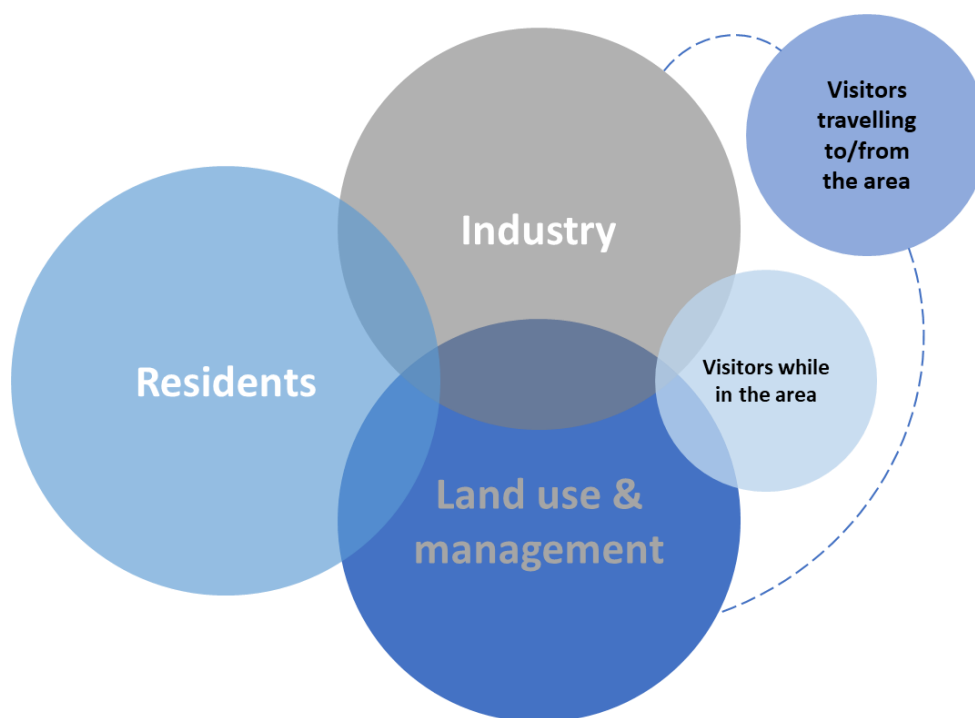 Visitors
travelling
to/from
the area
Industry
Residents
Visitors while
in the area
Land use &
management